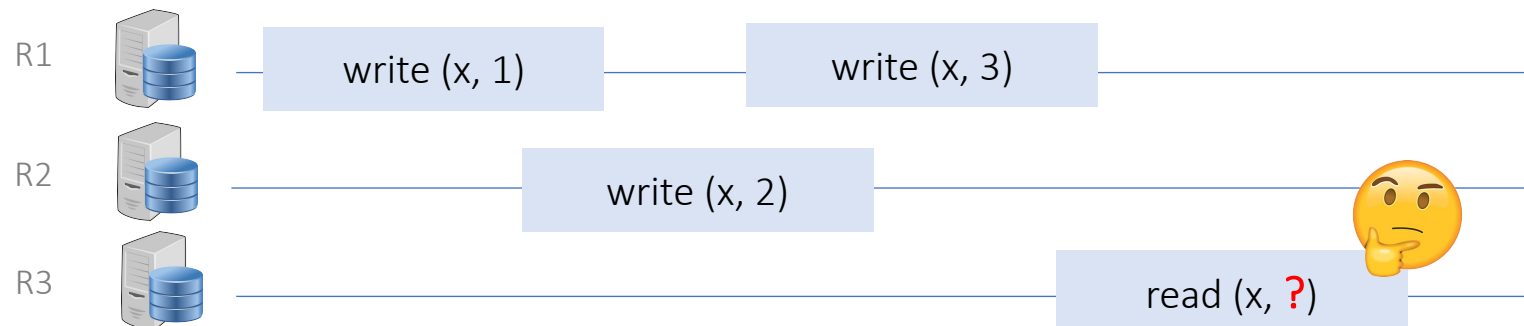 R1
write (x, 1)
write (x, 3)
R2
write (x, 2)
R3
read (x, ?)